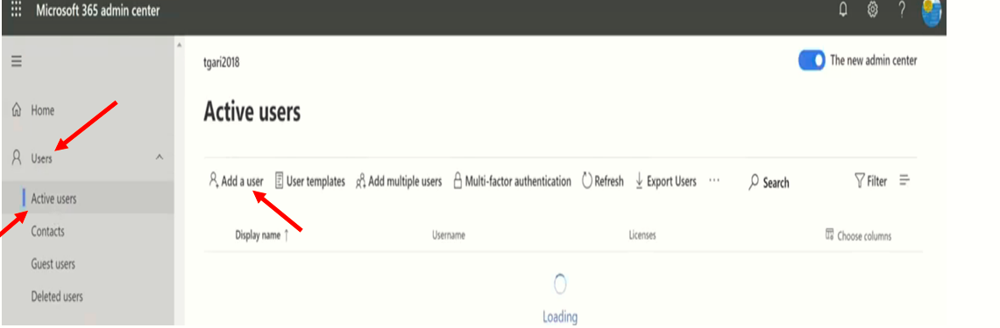 Microsoft 365 admin center
?
tgari2018
The new admin center
Home
Active users
Users
Add a user User templates Add multiple users Multi-factor authentication Refresh Export Users ... Search Filter
Active users
Contacts
Display name ↑ Username Licenses Choose columns
Guest users
Deleted users
Loading